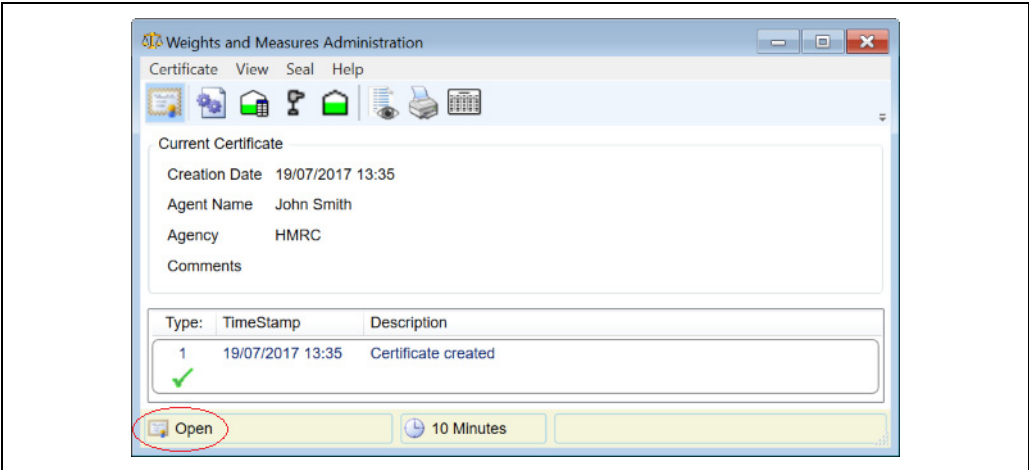 Weights and Measures Administration
Certificate View Seal Help
Current Certificate
Creation Date 19/07/2017 13:35
Agent Name John Smith
Agency HMRC
Comments
Type: TimeStamp Description
1 19/07/2017 13:35 Certificate created
Open 10 Minutes